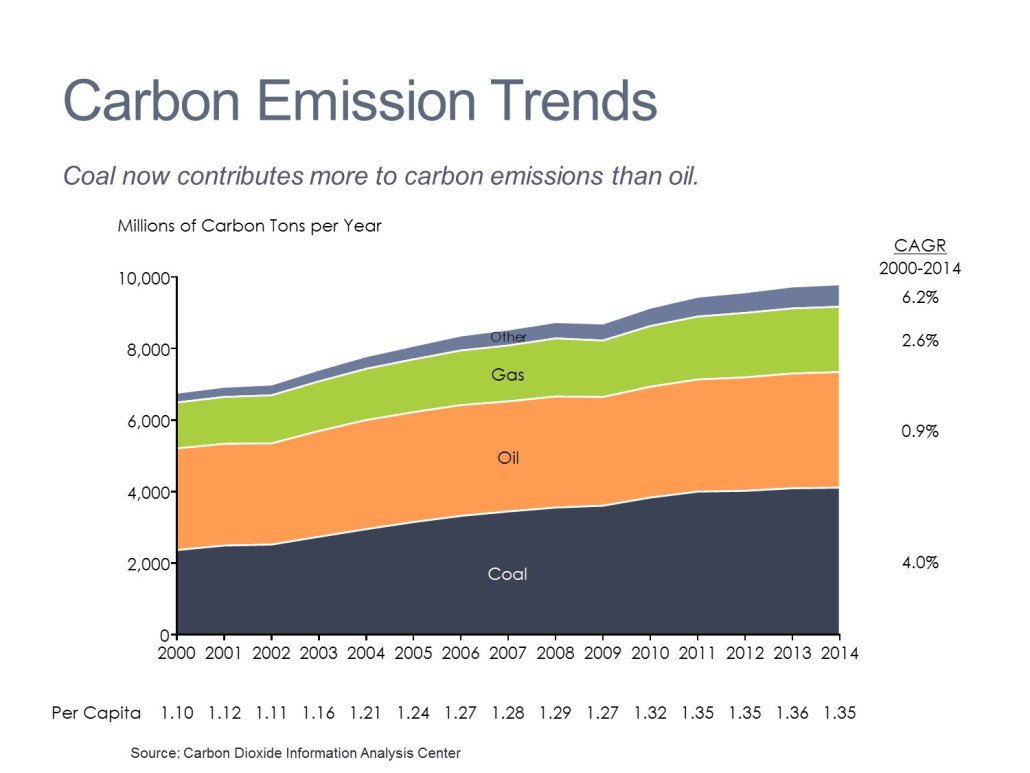 Carbon Emission Trends
Coal now contributes more to carbon emissions than oil.
Millions of Carbon Tons per Year
CAGR
2000-2014
10,000
6.2%
Other
2.6%
8,000
Gas
6,000
0.9%
Oil
4,000
2,000
4.0%
Coal
0
2000 2001 2002 2003 2004 2005 2006 2007 2008 2009 2010 2011 2012 2013 2014
Per Capita 1.10 1.12 1.11 1.16 1.21 1.24 1.27 1.28 1.29 1.27 1.32 1.35 1.35 1.36 1.35
Source: Carbon Dioxide Information Analysis Center